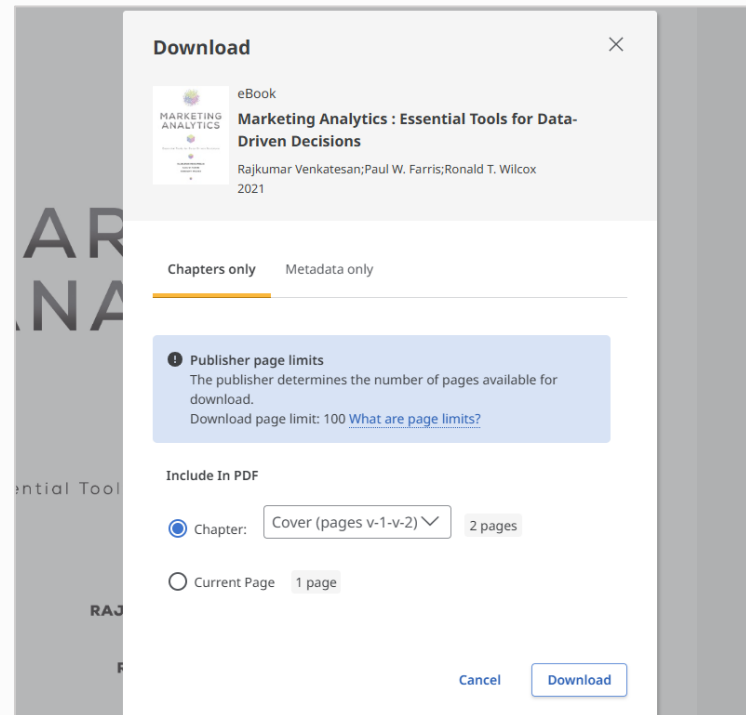 Download
eBook
MARKETING
ANALYTICS
Marketing Analytics : Essential Tools for Data-
Driven Decisions
Rajkumar Venkatesan;Paul W. Farris;Ronald T. Wilcox
2021
AR
NA
Chapters only
Metadata only
Publisher page limits
The publisher determines the number of pages available for
download.
Download page limit: 100 What are page limits?
Include In PDF
ential Tool
Chapter:
Cover (pages v-1-v-2)
2 pages
Current Page
1 page
RAJ
Cancel
Download